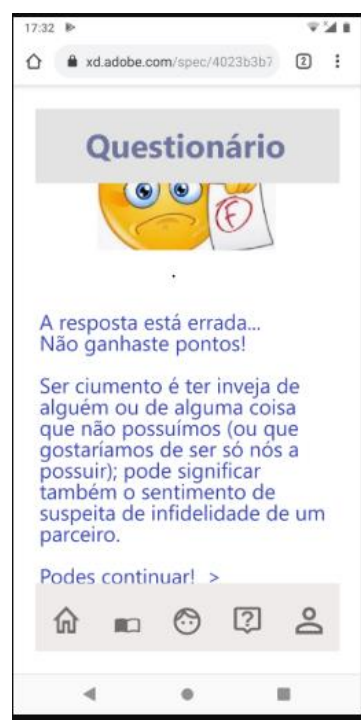 17:32
xd.adobe.com/spec/4023b3b7
2
Questionário
F
.
A resposta está errada...
Não ganhaste pontos!
Ser ciumento é ter inveja de
alguém ou de alguma coisa
que não possuímos (ou que
gostaríamos de ser só nós a
possuir); pode significar
também o sentimento de
suspeita de infidelidade de um
parceiro.
Podes continuar! >
?